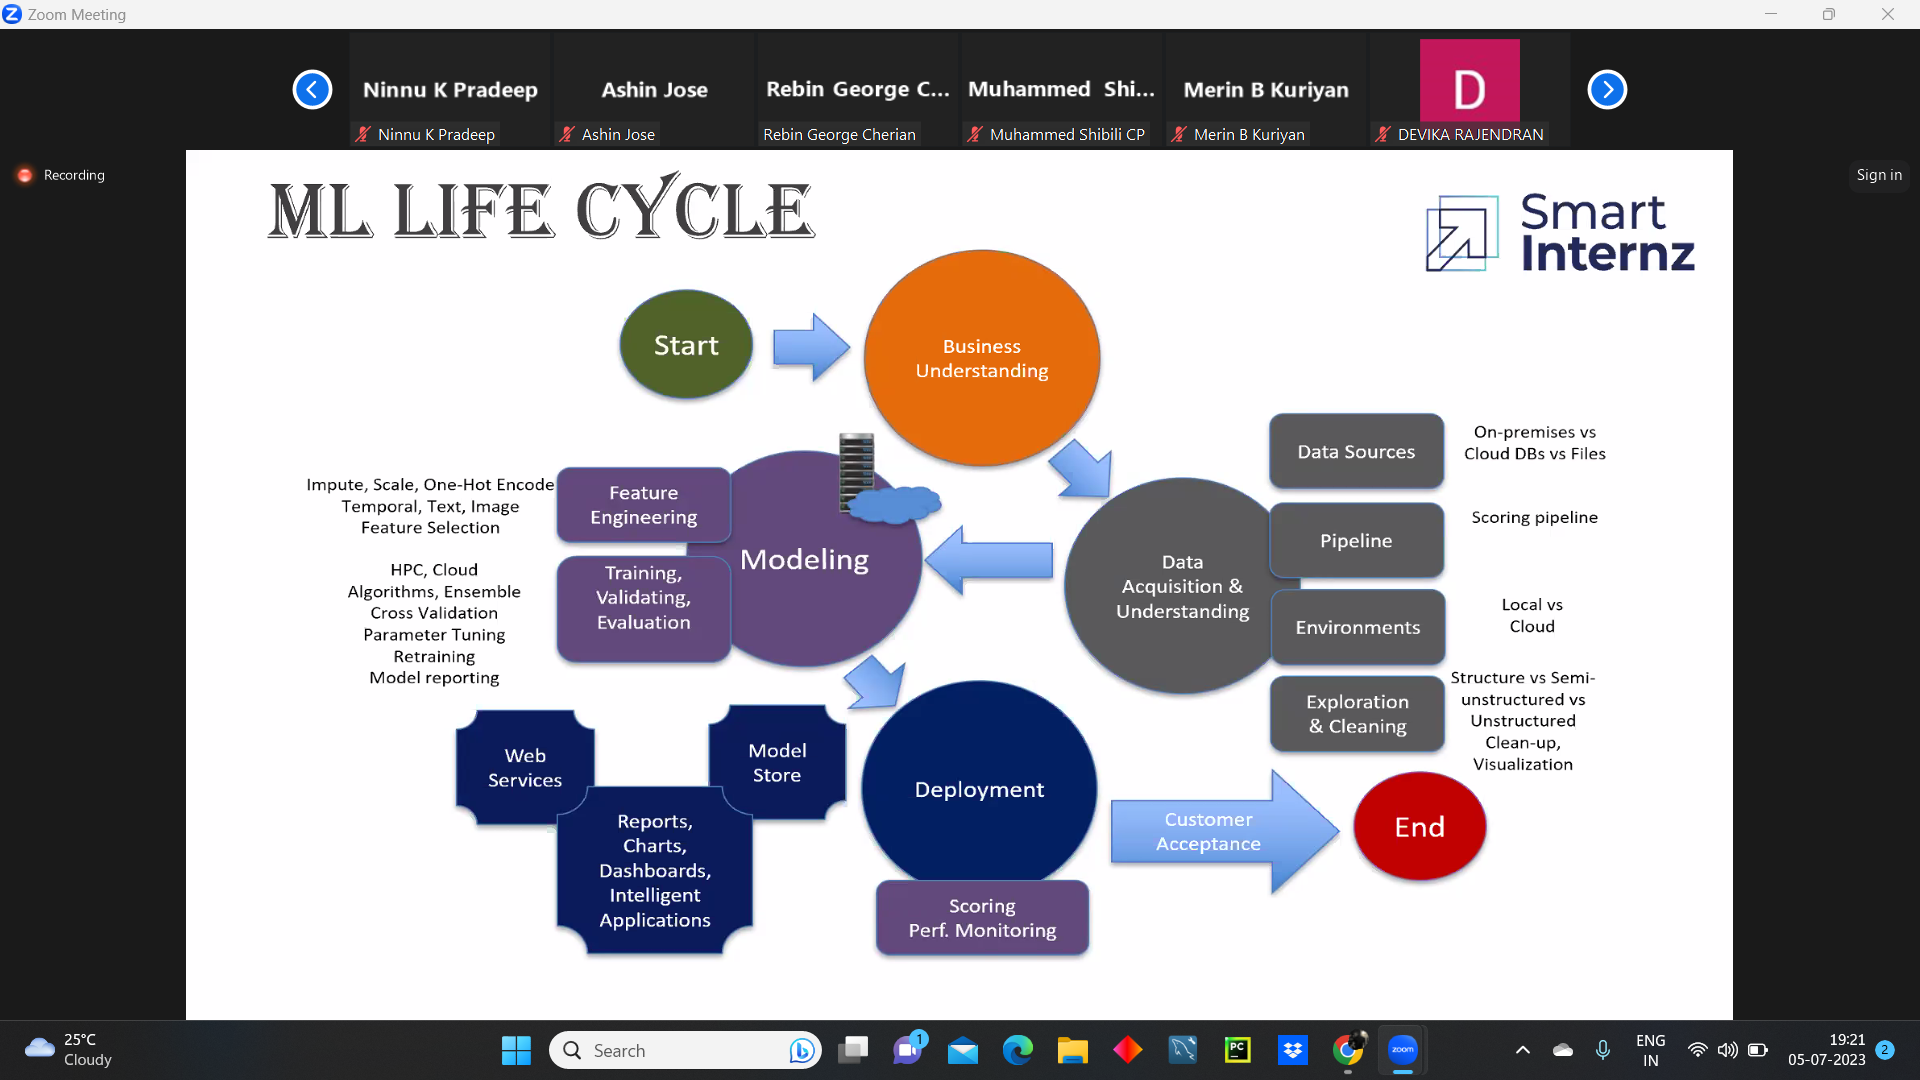 Zoom Meeting
Ninnu K Pradeep
Ashin Jose
Rebin George C...
Muhammed Shi...
Merin B Kuriyan
D
Ninnu K Pradeep
Ashin Jose
Rebin George Cherian
Muhammed Shibili CP
Merin B Kuriyan
DEVIKA RAJENDRAN
Recording
Sign in
ML LIFE CYCLE
Smart
Internz
Start
Business
Understanding
Data Sources
On-premises vs
Cloud DBs vs Files
Pipeline
Scoring pipeline
Environments
Local vs
Cloud
Exploration
& Cleaning
Structure vs Semi-
unstructured vs
Unstructured
Clean-up,
Visualization
Data
Acquisition &
Understanding
Modeling
Feature
Engineering
Impute, Scale, One-Hot Encode
Temporal, Text, Image
Feature Selection
Training,
Validating,
Evaluation
HPC, Cloud
Algorithms, Ensemble
Cross Validation
Parameter Tuning
Retraining
Model reporting
Web
Services
Model
Store
Reports,
Charts,
Dashboards,
Intelligent
Applications
Deployment
Scoring
Perf. Monitoring
Customer
Acceptance
End
25°C
Cloudy
Search
1
PC
zoom
ENG
IN
19:21
05-07-2023
2